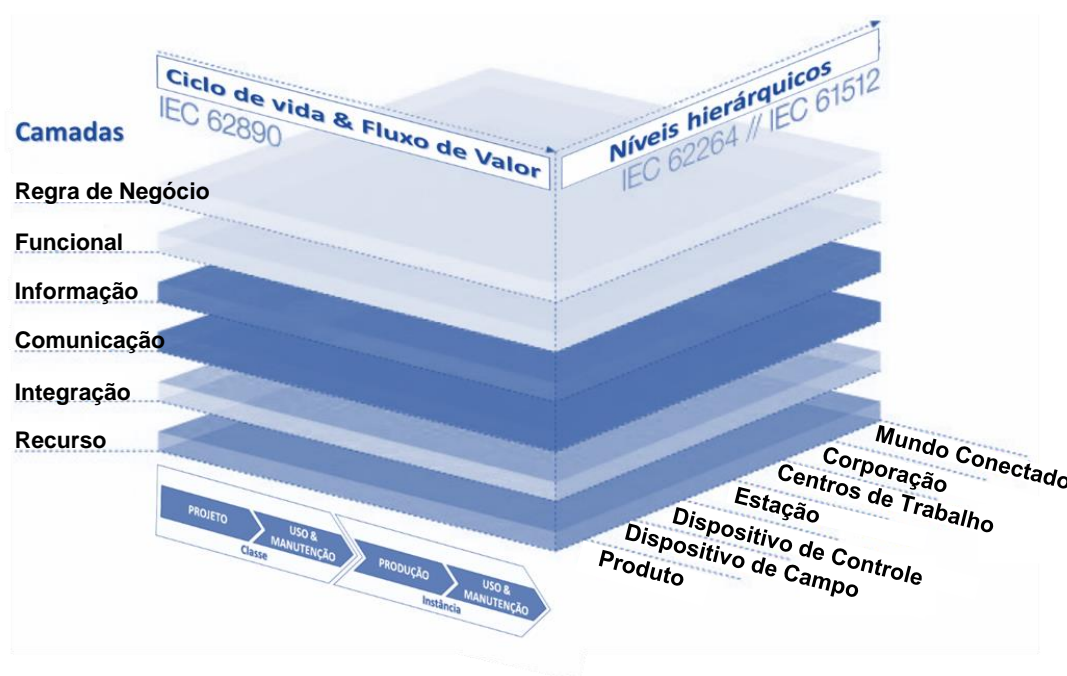 Ciclo de vida & Fluxo de Valor
IEC 62890
Níveis hierárquicos
IEC 62264 // IEC 61512
Camadas
Regra de Negócio
Funcional
Informação
Comunicação
Integração
Recurso
Mundo Conectado
Corporação
Centros de Trabalho
Estação
Dispositivo de Controle
Dispositivo de Campo
Produto
PROJETO
USO &
MANUTENÇÃO
Classe
PRODUÇÃO
USO &
MANUTENÇÃO
Instância